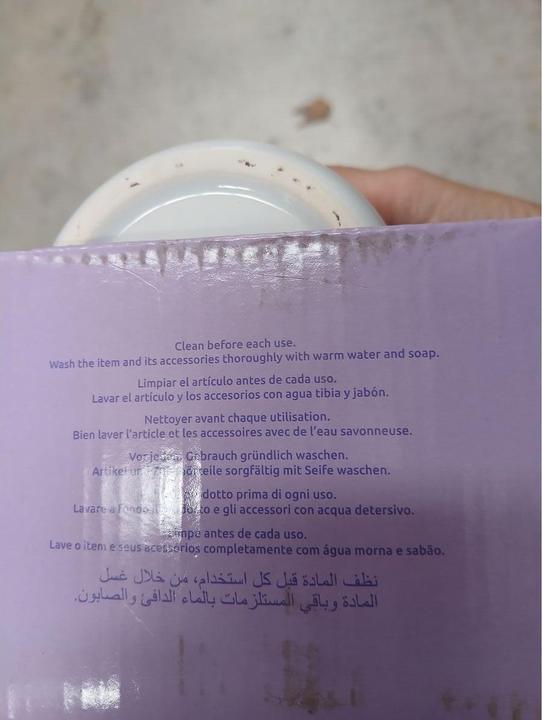 Clean before each use.
Wash the item and its accessories thoroughly with warm water and soap.
Limpiar el artículo antes de cada uso.
Lavar el artículo y los accesorios con agua tibia y jabón.
Nettoyer avant chaque utilisation.
Bien laver l'article et les accessoires avec de l'eau savonneuse.
Vor jedem Gebrauch gründlich waschen.
Artikel und sorgfältig mit Seife waschen.
prima di ogni uso.
Lavare a fondo e gli accessori con acqua detersivo.
antes de cada uso.
Lave o item e seus acessórios completamente com água morna e sabão.
نظف المادة قبل كل استخدام، من خلال غسل
المادة وباقي المستلزمات بالماء الدافئ والصابون.